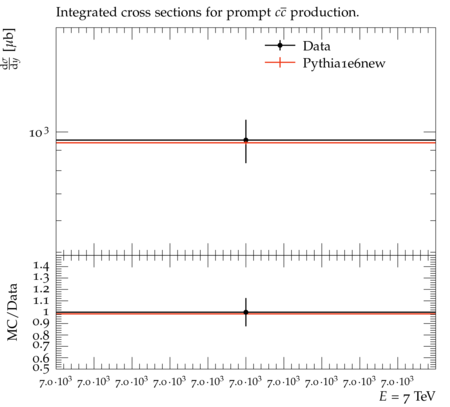 Integrated cross sections for prompt cc̅ production.
dσ/dy [μb]
Data
Pythia1e6new
10³
MC/Data
1.4
1.3
1.2
1.1
1
0.9
0.8
0.7
0.6
0.5
7.0·10³ 7.0·10³ 7.0·10³ 7.0·10³ 7.0·10³ 7.0·10³ 7.0·10³ 7.0·10³ 7.0·10³ 7.0·10³
E = 7 TeV